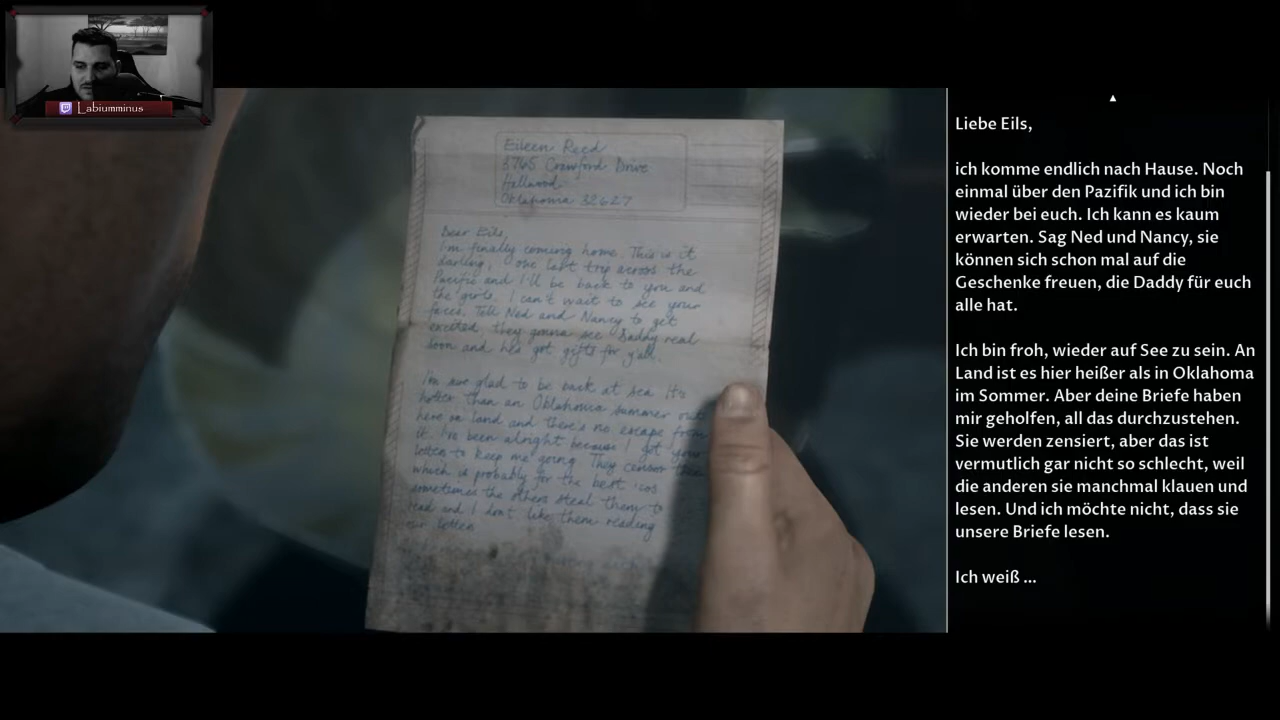 Labiumminus
Eileen Reed
3765 Crawford Drive
Oklahoma 32627
Dear Eils,
I'm finally coming home. This is it
darling, one last trip across the
Pacific and I'll be back to you and
the girls. I can't wait to see your
faces. Tell Ned and Nancy to get
excited, they gonna see Daddy real
soon and he's got gifts for y'all.
glad to be back at sea. It's
hotter than an Oklahoma summer out
here on land and there's no escape from
it. I've been alright because I got your
letters to keep me going. They censor
which is probably for the best 'cos
sometimes the others steal them to
read and I don't like them reading
our letters
Liebe Eils,
ich komme endlich nach Hause. Noch
einmal über den Pazifik und ich bin
wieder bei euch. Ich kann es kaum
erwarten. Sag Ned und Nancy, sie
können sich schon mal auf die
Geschenke freuen, die Daddy für euch
alle hat.
Ich bin froh, wieder auf See zu sein. An
Land ist es hier heißer als in Oklahoma
im Sommer. Aber deine Briefe haben
mir geholfen, all das durchzustehen.
Sie werden zensiert, aber das ist
vermutlich gar nicht so schlecht, weil
die anderen sie manchmal klauen und
lesen. Und ich möchte nicht, dass sie
unsere Briefe lesen.
Ich weiß ...